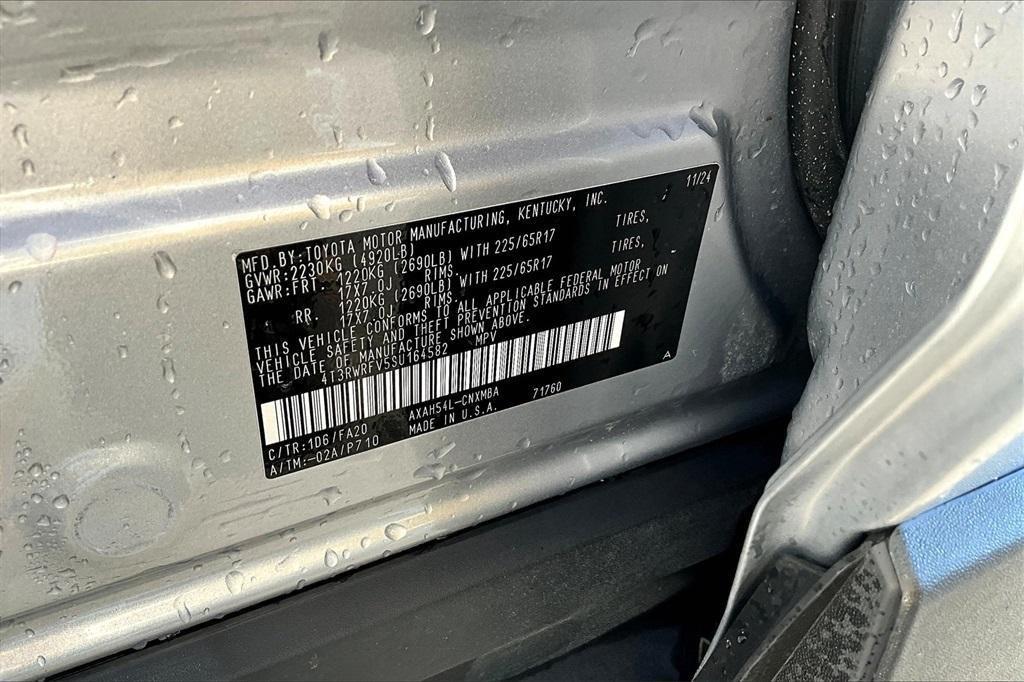 MFD.BY:TOYOTA MOTOR MANUFACTURING, KENTUCKY, INC. 11/24
GVWR:2230KG (4920LB)
GAWR:FRT. 1220KG (2690LB) WITH 225/65R17 TIRES,
17X7.0J RIMS.
RR. 1220KG (2690LB) WITH 225/65R17 TIRES,
17X7.0J RIMS.
THIS VEHICLE CONFORMS TO ALL APPLICABLE FEDERAL MOTOR
VEHICLE SAFETY AND THEFT PREVENTION STANDARDS IN EFFECT ON
THE DATE OF MANUFACTURE SHOWN ABOVE.
4T3RWRFV5SU164582 MPV
C/TR:1D6/FA20 AXAH54L-CNXMBA 71760 A
A/TM:-02A/P710 MADE IN U.S.A.